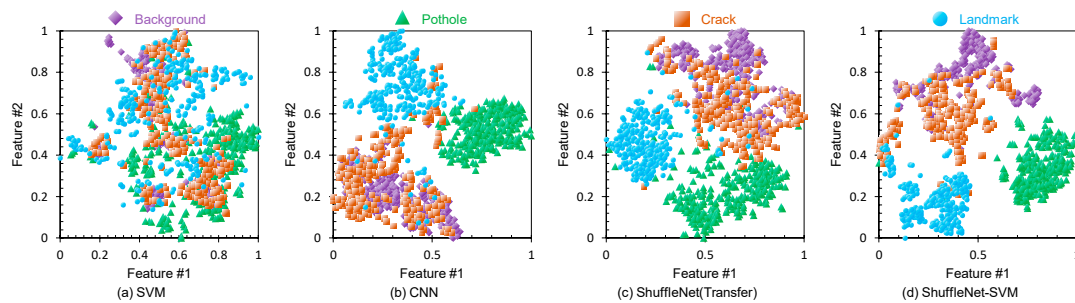 Background Pothole Crack Landmark
1 1 1 1
0.8 0.8 0.8 0.8
0.6 0.6 0.6 0.6
0.4 0.4 0.4 0.4
0.2 0.2 0.2 0.2
0 0 0 0
Feature #2 Feature #2 Feature #2 Feature #2
0 0.2 0.4 0.6 0.8 1 0 0.5 1 0 0.5 1 0 0.5 1
Feature #1 Feature #1 Feature #1 Feature #1
(a) SVM (b) CNN (c) ShuffleNet(Transfer) (d) ShuffleNet-SVM